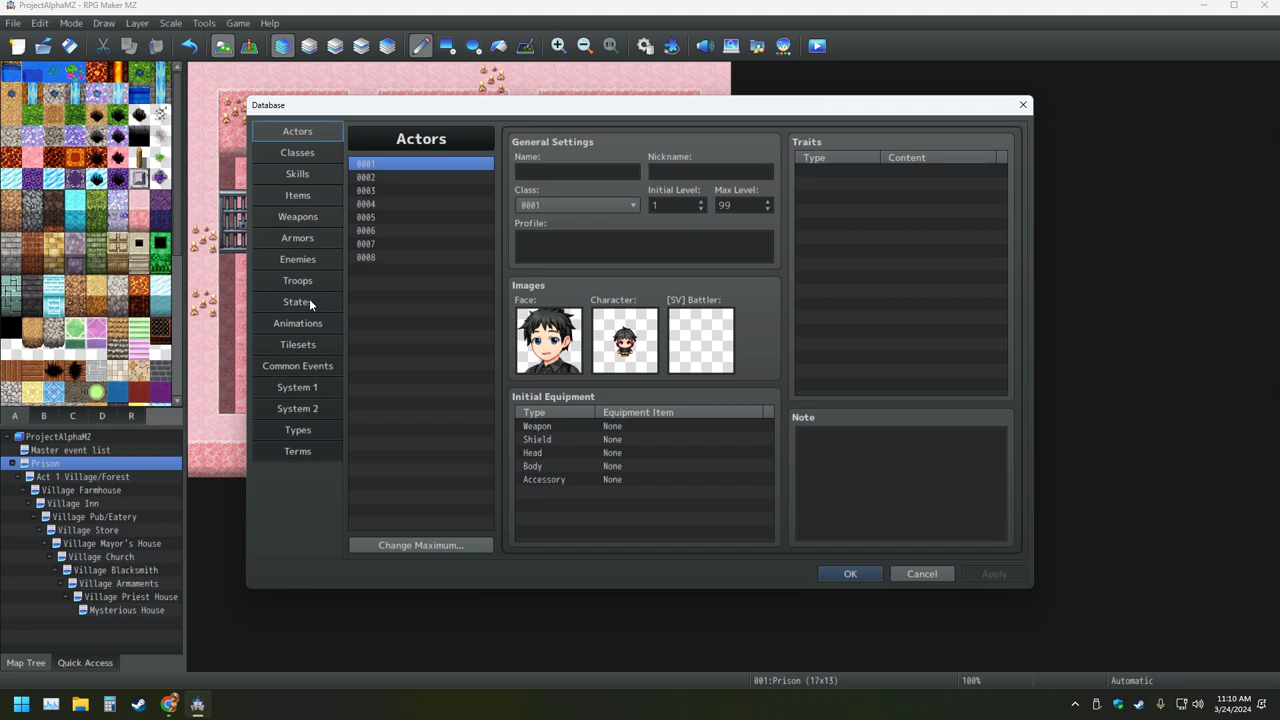 ProjectAlphaMZ - RPG Maker MZ
File Edit Mode Draw Layer Scale Tools Game Help
Database
Actors
Classes
Skills
Items
Weapons
Armors
Enemies
Troops
States
Animations
Tilesets
Common Events
System 1
System 2
Types
Terms
Actors
0001
0002
0003
0004
0005
0006
0007
0008
Change Maximum...
General Settings
Name: Nickname:
Class: Initial Level: Max Level:
0001 1 99
Profile:
Images
Face: Character: [SV] Battler:
Initial Equipment
Type Equipment Item
Weapon None
Shield None
Head None
Body None
Accessory None
Traits
Type Content
Note
OK Cancel Apply
A B C D R
ProjectAlphaMZ
Master event list
Prison
Act 1 Village/Forest
Village Farmhouse
Village Inn
Village Pub/Eatery
Village Store
Village Mayor's House
Village Church
Village Blacksmith
Village Armaments
Village Priest House
Mysterious House
Map Tree Quick Access
001:Prison (17x13) 100% Automatic
11:10 AM
3/24/2024